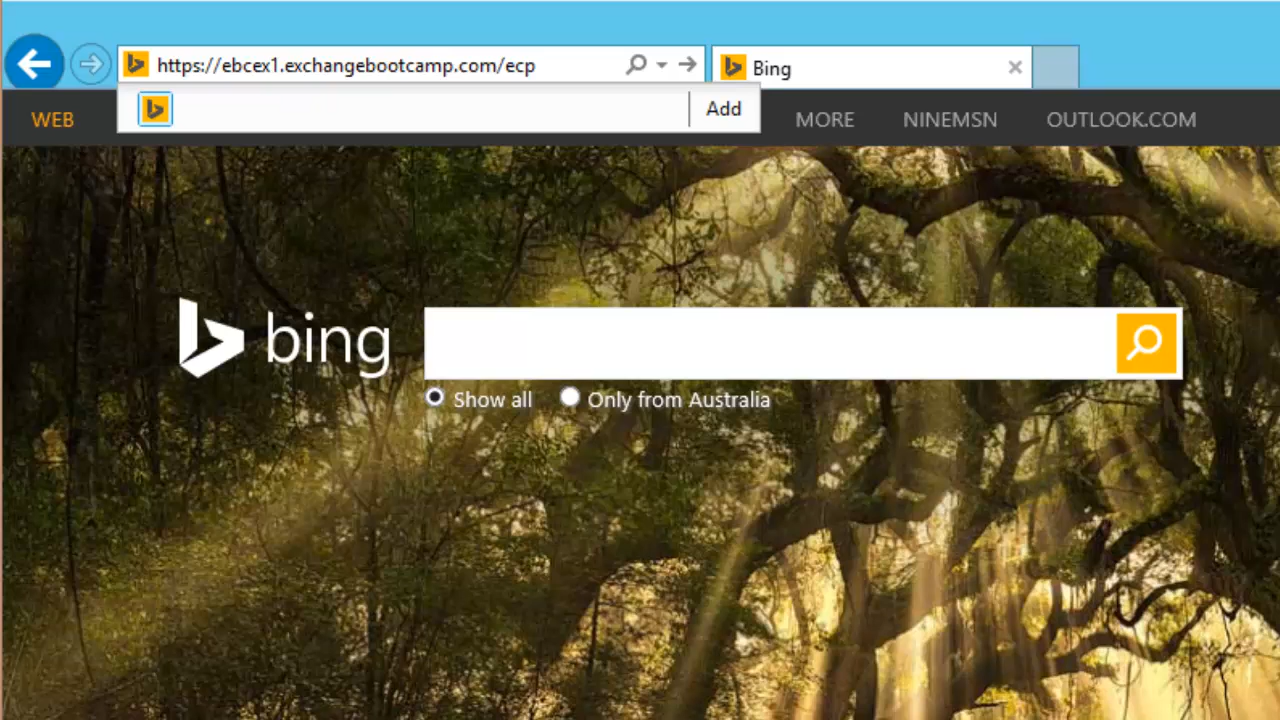 https://ebcex1.exchangebootcamp.com/ecp
Bing
Add
WEB
MORE
NINEMSN
OUTLOOK.COM
bing
Show all
Only from Australia